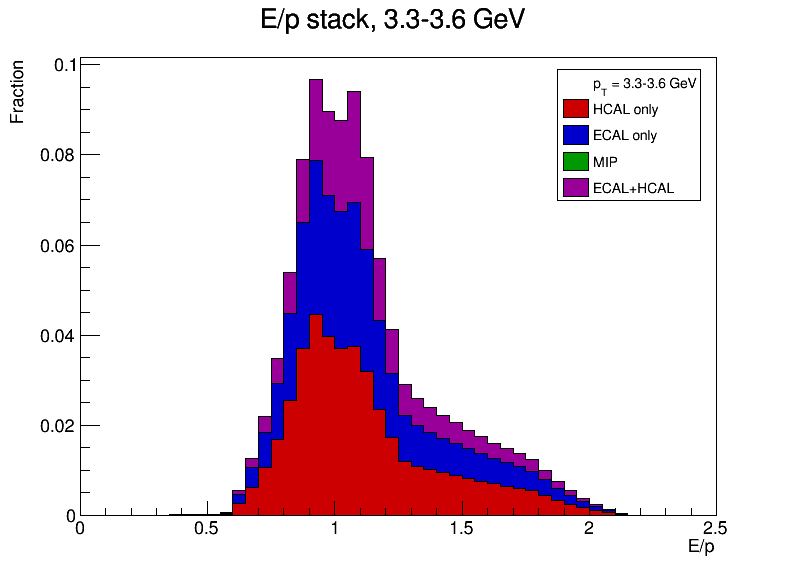 E/p stack, 3.3-3.6 GeV
Fraction
0.1
0.08
0.06
0.04
0.02
0
p_T = 3.3-3.6 GeV
HCAL only
ECAL only
MIP
ECAL+HCAL
0 0.5 1 1.5 2 2.5
E/p